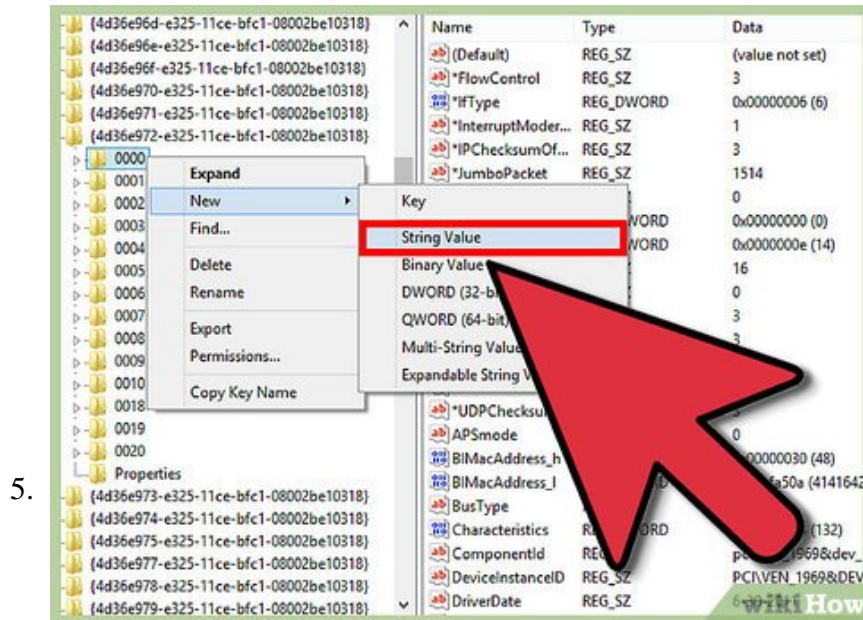 {4d36e96d-e325-11ce-bfc1-08002be10318}
{4d36e96e-e325-11ce-bfc1-08002be10318}
{4d36e96f-e325-11ce-bfc1-08002be10318}
{4d36e970-e325-11ce-bfc1-08002be10318}
{4d36e971-e325-11ce-bfc1-08002be10318}
{4d36e972-e325-11ce-bfc1-08002be10318}
0000
0001
0002
0003
0004
0005
0006
0007
0008
0009
0010
0018
0019
0020
Properties
5.
{4d36e973-e325-11ce-bfc1-08002be10318}
{4d36e974-e325-11ce-bfc1-08002be10318}
{4d36e975-e325-11ce-bfc1-08002be10318}
{4d36e977-e325-11ce-bfc1-08002be10318}
{4d36e978-e325-11ce-bfc1-08002be10318}
{4d36e979-e325-11ce-bfc1-08002be10318}
Expand
New
Find...
Delete
Rename
Export
Permissions...
Copy Key Name
Key
String Value
Binary Value
DWORD (32-b
QWORD (64-bit)
Multi-String Value
Expandable String V
Name Type Data
(Default) REG_SZ (value not set)
*FlowControl REG_SZ 3
*IfType REG_DWORD 0x00000006 (6)
*InterruptModer... REG_SZ 1
*IPChecksumOf... REG_SZ 3
*JumboPacket REG_SZ 1514
0
WORD 0x00000000 (0)
WORD 0x0000000e (14)
16
0
3
3
*UDPChecksu
APSmode 0
BIMacAddress_h 00000030 (48)
BIMacAddress_l fa50a (4141642
BusType
Characteristics (132)
ComponentId 1969&dev_
DeviceInstanceID REG_SZ PCI\VEN_1969&DEV
DriverDate REG_SZ
wikiHow